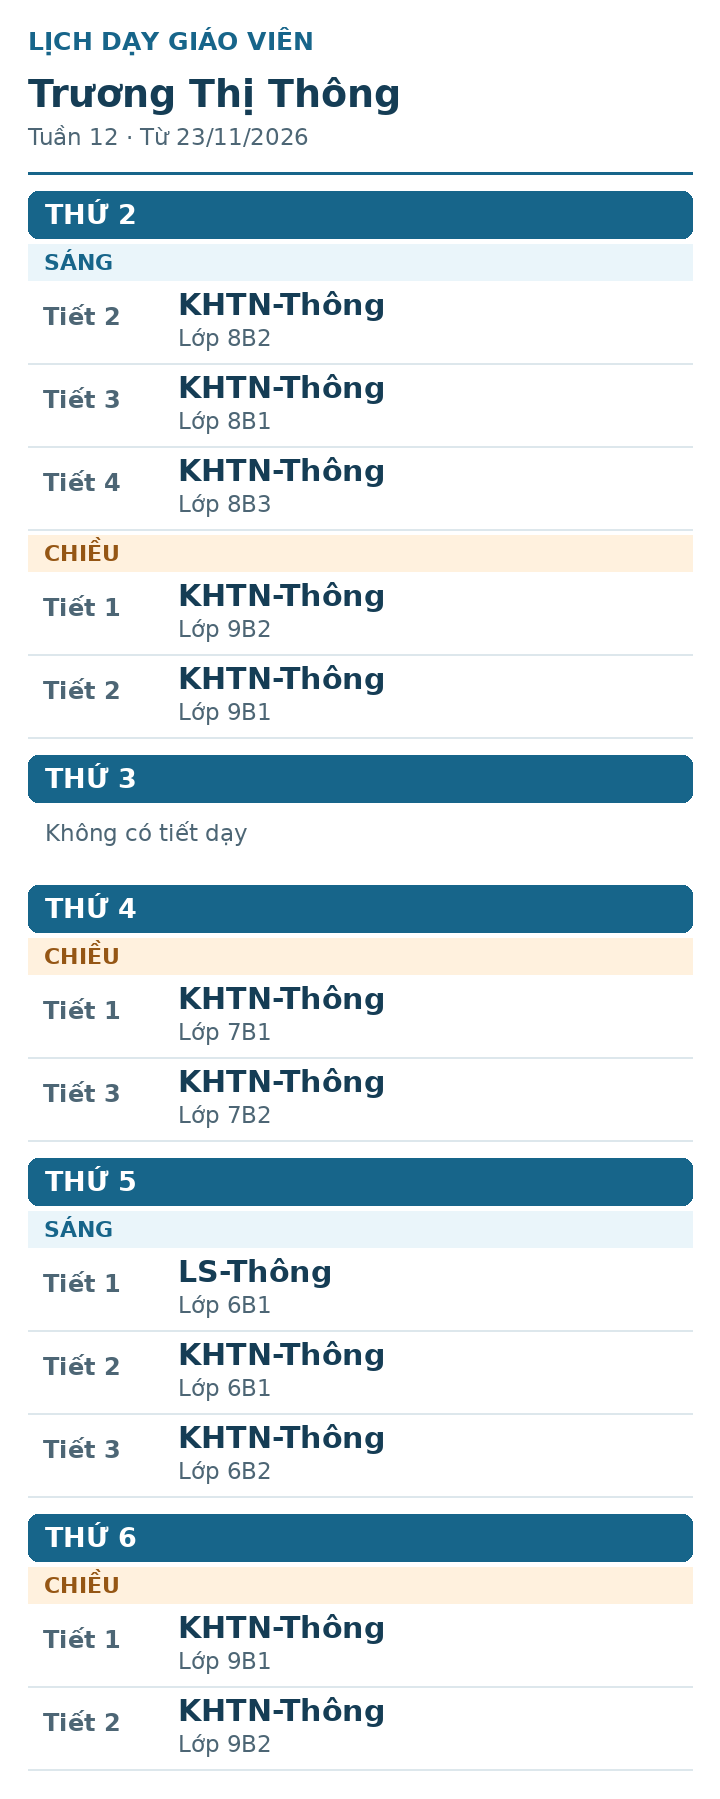 LỊCH DẠY GIÁO VIÊN
Trương Thị Thông
Tuần 12 · Từ 23/11/2026
THỨ 2
SÁNG
Tiết 2
KHTN-Thông
Lớp 8B2
Tiết 3
KHTN-Thông
Lớp 8B1
Tiết 4
KHTN-Thông
Lớp 8B3
CHIỀU
Tiết 1
KHTN-Thông
Lớp 9B2
Tiết 2
KHTN-Thông
Lớp 9B1
THỨ 3
Không có tiết dạy
THỨ 4
CHIỀU
Tiết 1
KHTN-Thông
Lớp 7B1
Tiết 3
KHTN-Thông
Lớp 7B2
THỨ 5
SÁNG
Tiết 1
LS-Thông
Lớp 6B1
Tiết 2
KHTN-Thông
Lớp 6B1
Tiết 3
KHTN-Thông
Lớp 6B2
THỨ 6
CHIỀU
Tiết 1
KHTN-Thông
Lớp 9B1
Tiết 2
KHTN-Thông
Lớp 9B2